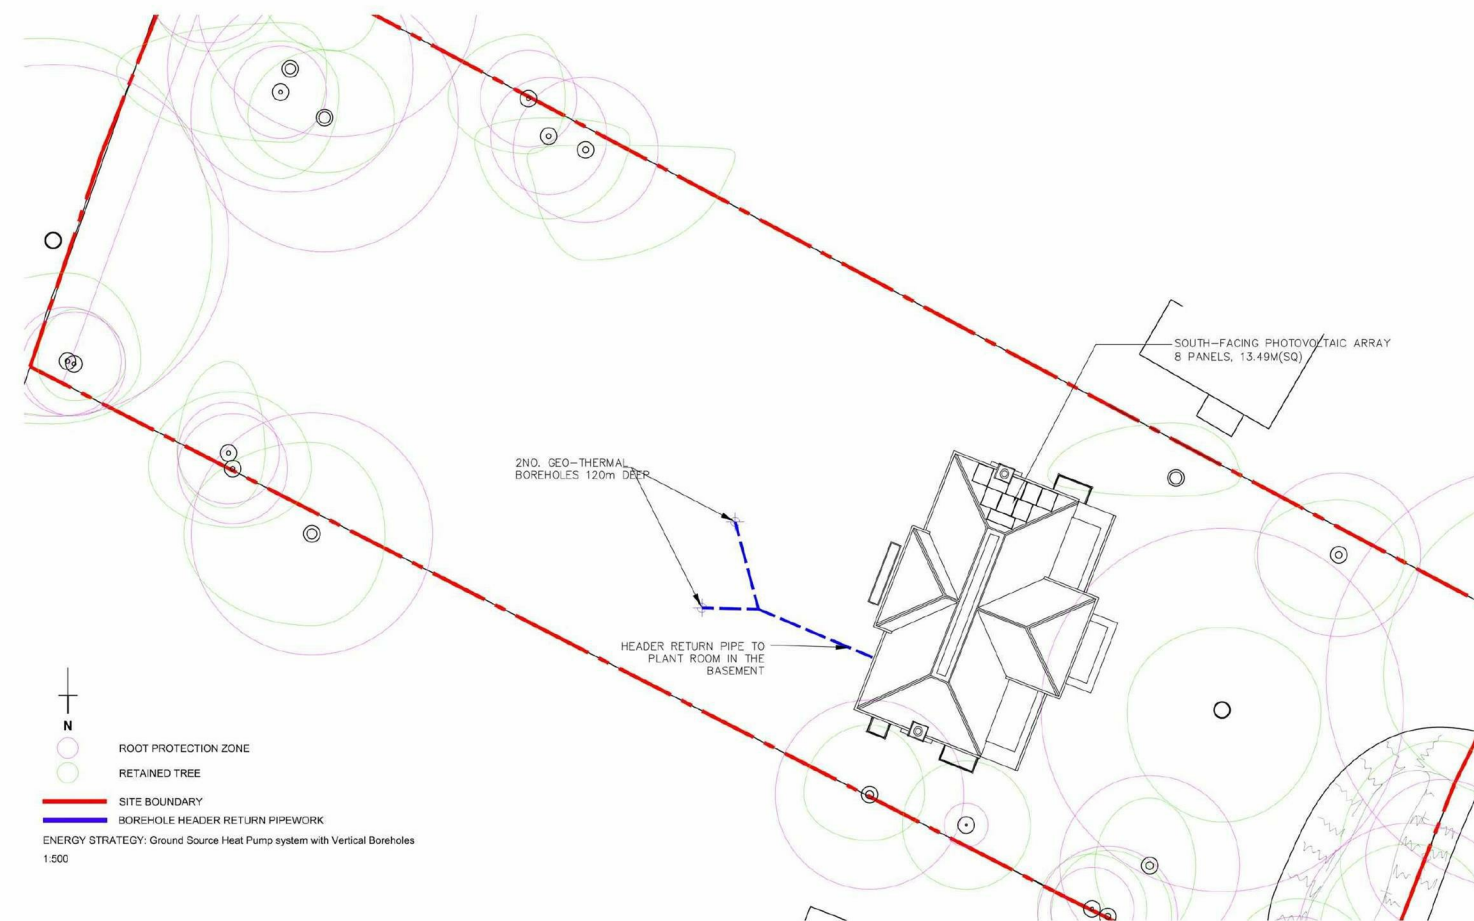 SOUTH-FACING PHOTOVOLTAIC ARRAY
8 PANELS, 13.49M(SQ)
2NO. GEO-THERMAL
BOREHOLES 120m DEEP
HEADER RETURN PIPE TO
PLANT ROOM IN THE
BASEMENT
N
ROOT PROTECTION ZONE
RETAINED TREE
SITE BOUNDARY
BOREHOLE HEADER RETURN PIPEWORK
ENERGY STRATEGY: Ground Source Heat Pump system with Vertical Boreholes
1:500